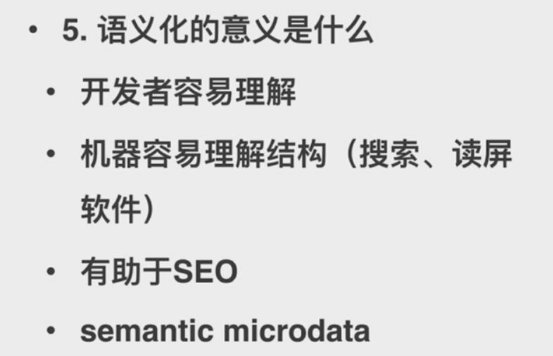 • 5. 语义化的意义是什么
• 开发者容易理解
• 机器容易理解结构（搜索、读屏
软件）
• 有助于SEO
• semantic microdata